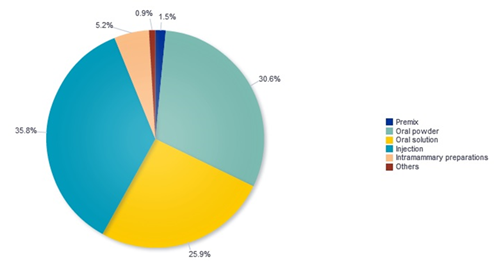 0.9%
1.5%
5.2%
30.6%
35.8%
25.9%
Premix
Oral powder
Oral solution
Injection
Intramammary preparations
Others